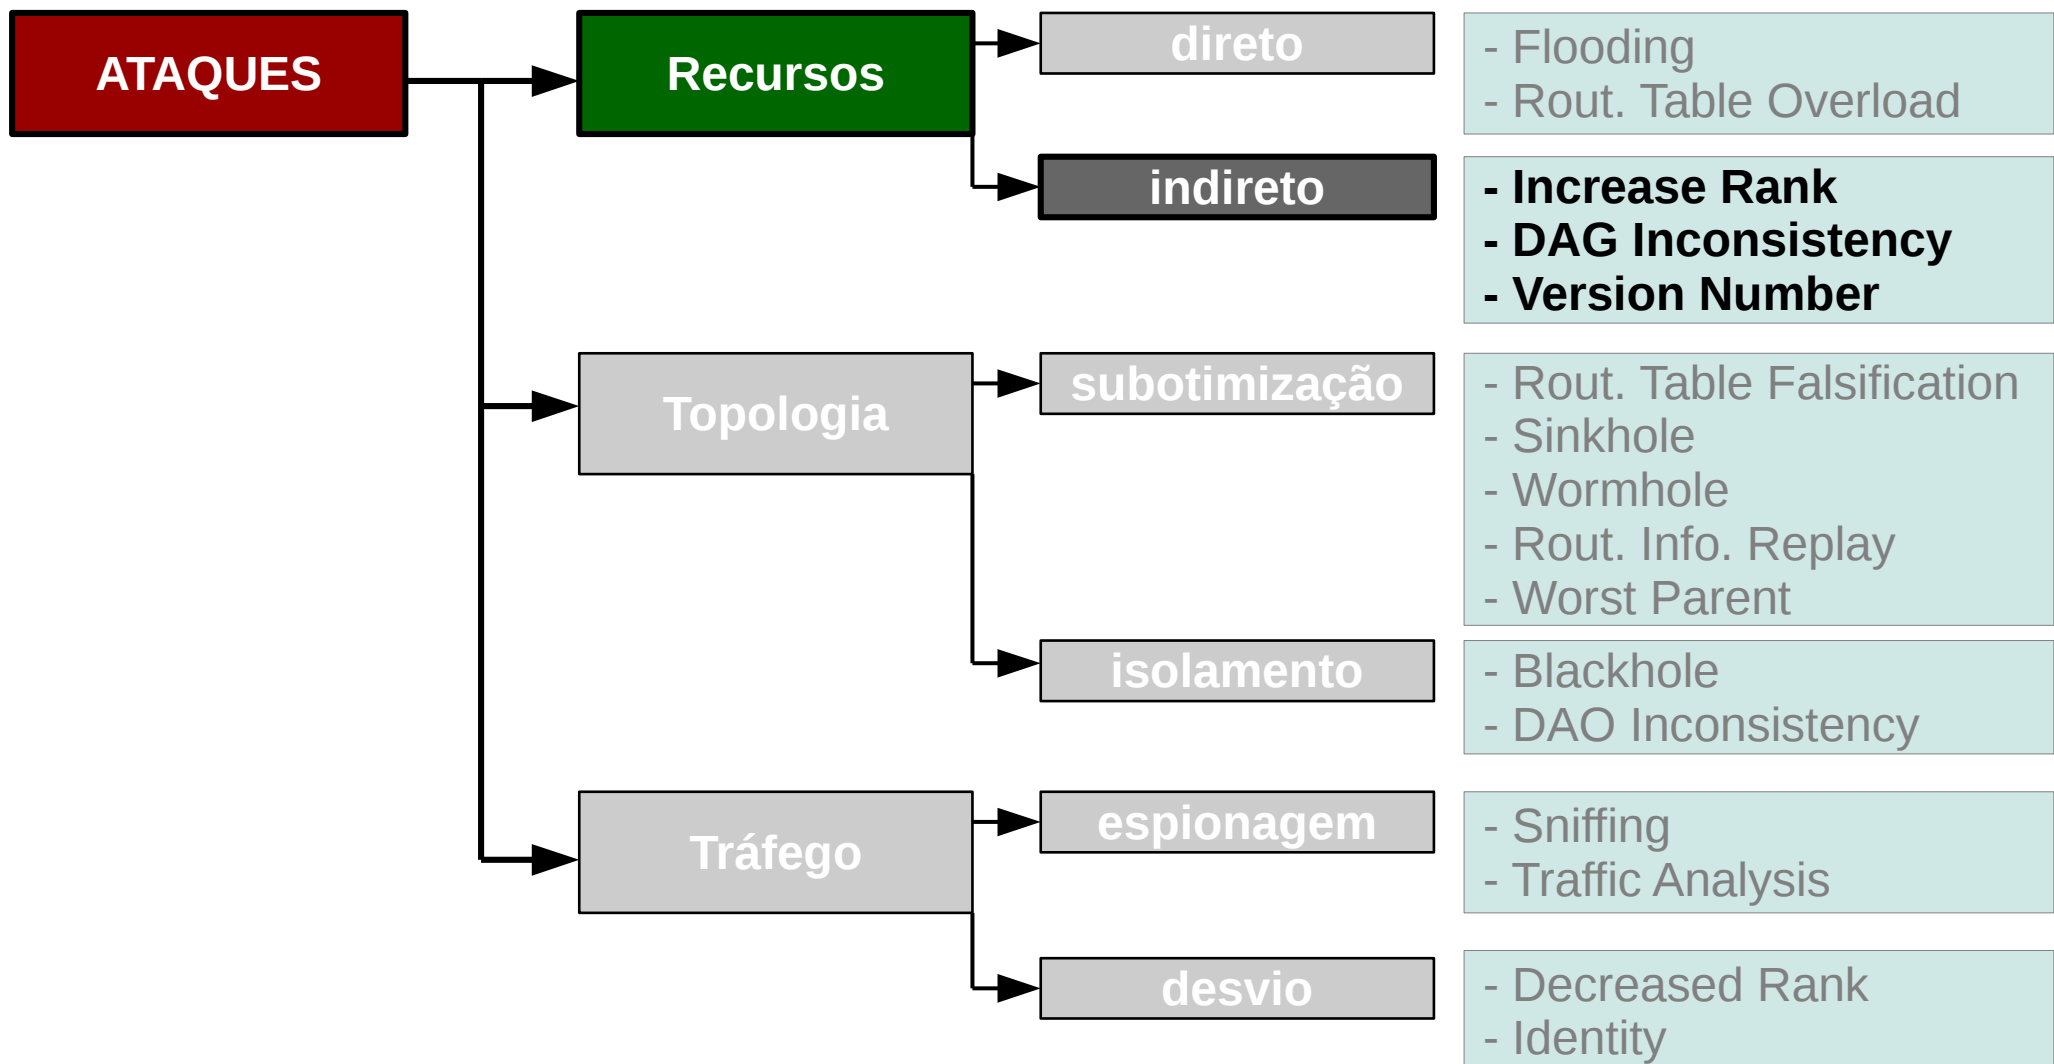 ATAQUES
Recursos
direto
- Flooding
- Rout. Table Overload
indireto
- Increase Rank
- DAG Inconsistency
- Version Number
Topologia
subotimização
- Rout. Table Falsification
- Sinkhole
- Wormhole
- Rout. Info. Replay
- Worst Parent
isolamento
- Blackhole
- DAO Inconsistency
Tráfego
espionagem
- Sniffing
- Traffic Analysis
desvio
- Decreased Rank
- Identity